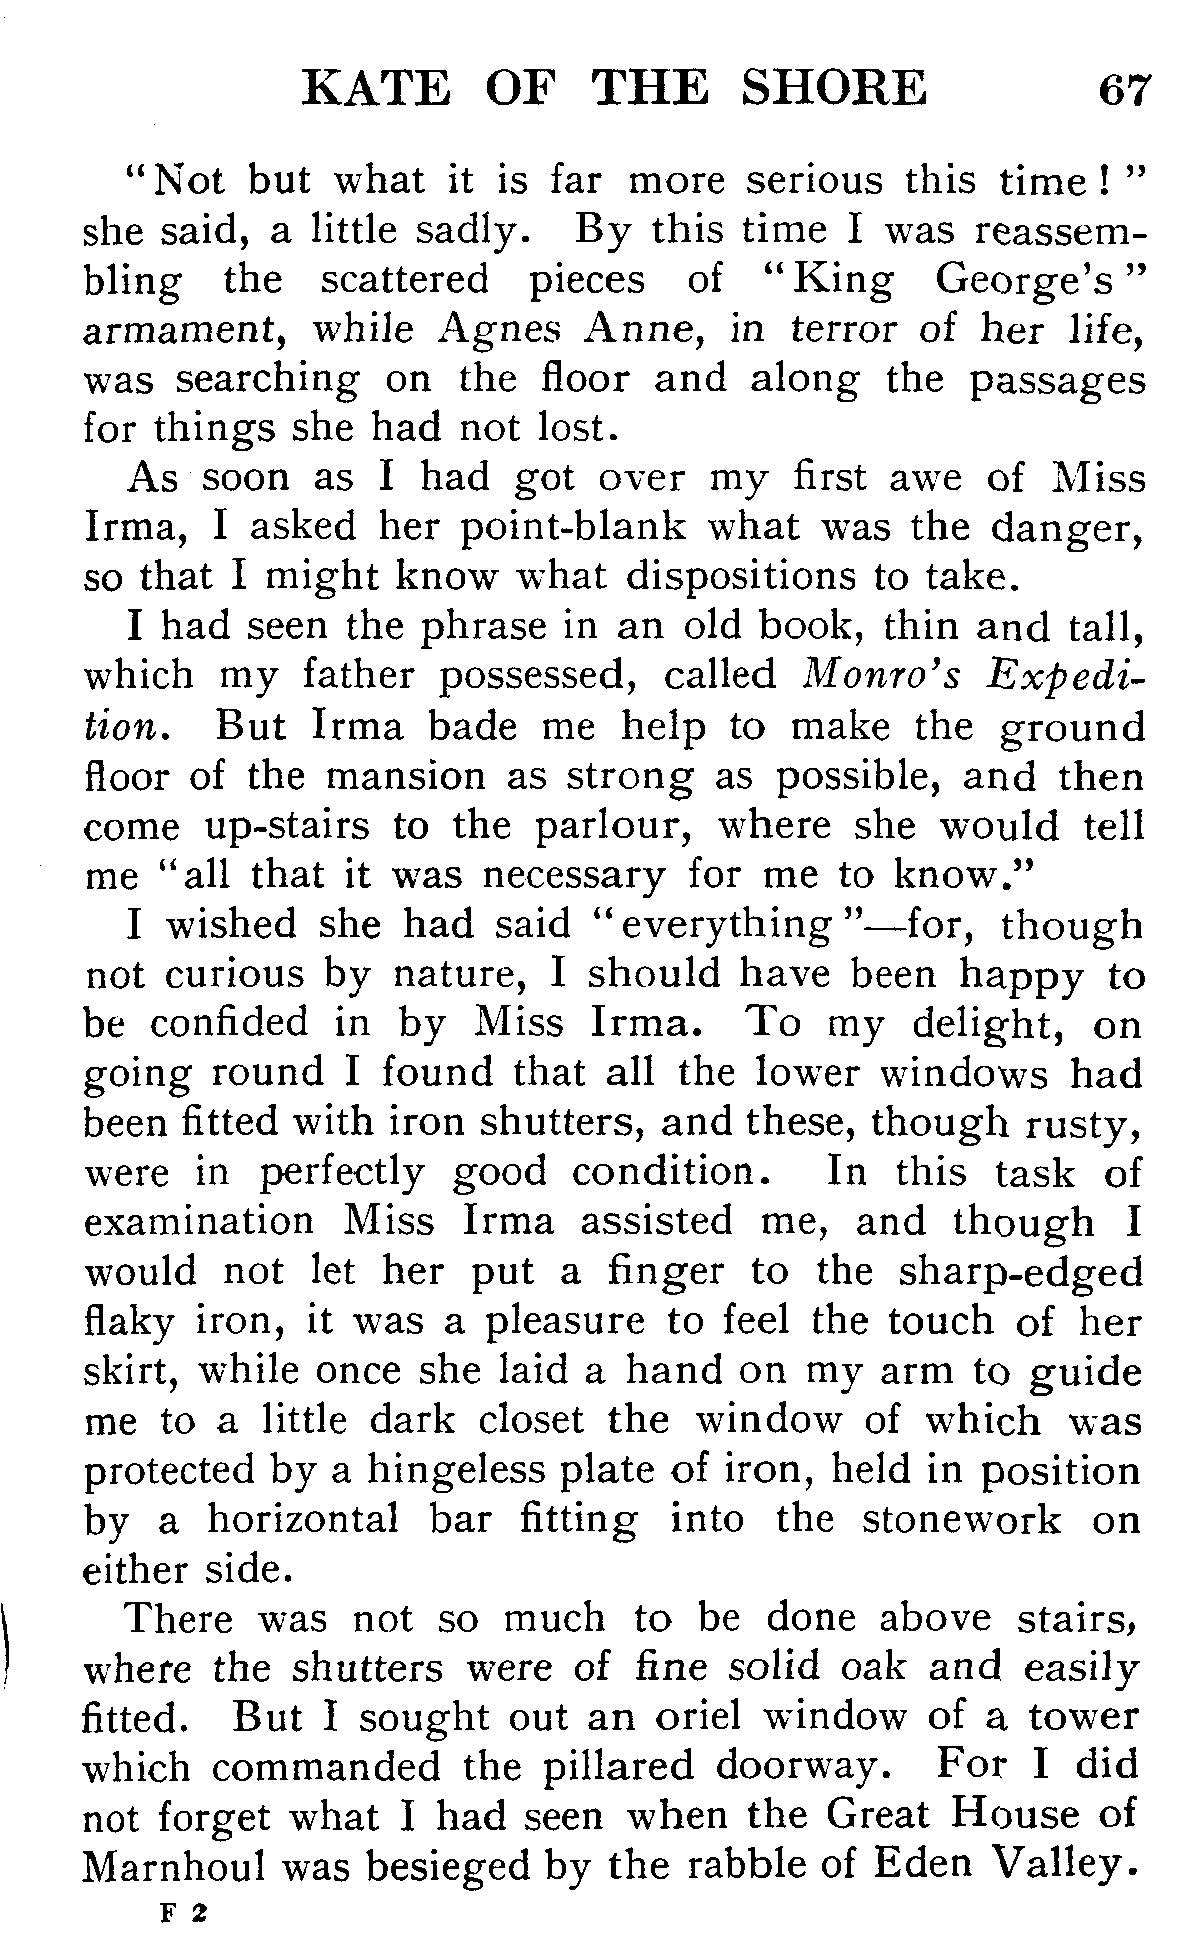 KATE OF THE SHORE 67
“Not but what it is far more serious this time!”
she said, a little sadly. By this time I was reassem-
bling the scattered pieces of “King George’s”
armament, while Agnes Anne, in terror of her life,
was searching on the floor and along the passages
for things she had not lost.
As soon as I had got over my first awe of Miss
Irma, I asked her point-blank what was the danger,
so that I might know what dispositions to take.
I had seen the phrase in an old book, thin and tall,
which my father possessed, called Monro’s Expedi-
tion. But Irma bade me help to make the ground
floor of the mansion as strong as possible, and then
come up-stairs to the parlour, where she would tell
me “all that it was necessary for me to know.”
I wished she had said “everything”—for, though
not curious by nature, I should have been happy to
be confided in by Miss Irma. To my delight, on
going round I found that all the lower windows had
been fitted with iron shutters, and these, though rusty,
were in perfectly good condition. In this task of
examination Miss Irma assisted me, and though I
would not let her put a finger to the sharp-edged
flaky iron, it was a pleasure to feel the touch of her
skirt, while once she laid a hand on my arm to guide
me to a little dark closet the window of which was
protected by a hingeless plate of iron, held in position
by a horizontal bar fitting into the stonework on
either side.
There was not so much to be done above stairs,
where the shutters were of fine solid oak and easily
fitted. But I sought out an oriel window of a tower
which commanded the pillared doorway. For I did
not forget what I had seen when the Great House of
Marnhoul was besieged by the rabble of Eden Valley.
F 2